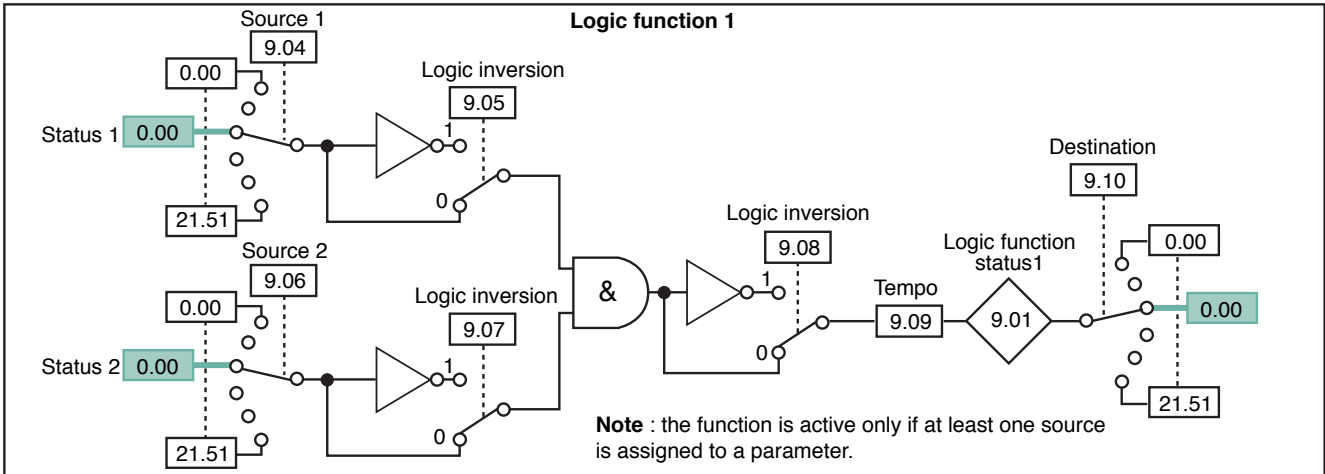 Logic function 1
Source 1
9.04
0.00
Logic inversion
9.05
Status 1
0.00
1
0
21.51
Source 2
9.06
0.00
Logic inversion
9.07
Status 2
0.00
1
0
21.51
&
Logic inversion
9.08
1
0
Tempo
9.09
Logic function
status1
9.01
Destination
9.10
0.00
0.00
21.51
Note : the function is active only if at least one source
is assigned to a parameter.